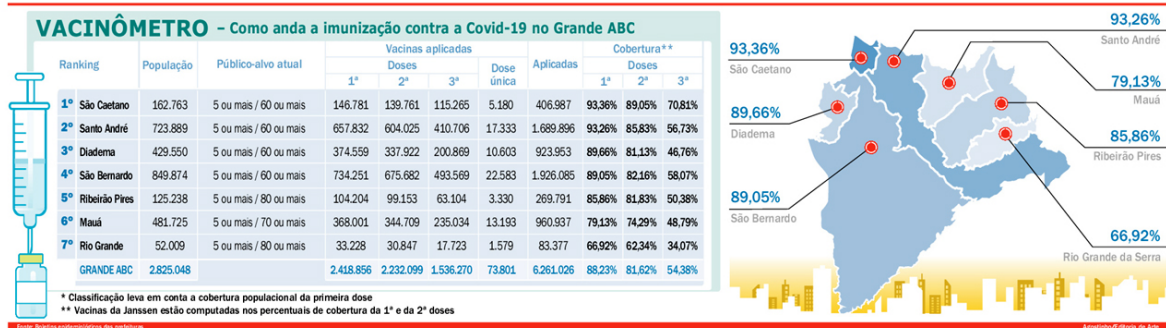 VACINÔMETRO – Como anda a imunização contra a Covid-19 no Grande ABC
Vacinas aplicadas Cobertura**
Ranking População Público-alvo atual Doses Dose única Aplicadas Doses
1ª 2ª 3ª 1ª 2ª 3ª
1º São Caetano 162.763 5 ou mais / 60 ou mais 146.781 139.761 115.265 5.180 406.987 93,36% 89,05% 70,81%
2º Santo André 723.889 5 ou mais / 60 ou mais 657.832 604.025 410.706 17.333 1.689.896 93,26% 85,83% 56,73%
3º Diadema 429.550 5 ou mais / 60 ou mais 374.559 337.922 200.869 10.603 923.953 89,66% 81,13% 46,76%
4º São Bernardo 849.874 5 ou mais / 60 ou mais 734.251 675.682 493.569 22.583 1.926.085 89,05% 82,16% 58,07%
5º Ribeirão Pires 125.238 5 ou mais / 80 ou mais 104.204 99.153 63.104 3.330 269.791 85,86% 81,83% 50,38%
6º Mauá 481.725 5 ou mais / 70 ou mais 368.001 344.709 235.034 13.193 960.937 79,13% 74,29% 48,79%
7º Rio Grande 52.009 5 ou mais / 80 ou mais 33.228 30.847 17.723 1.579 83.377 66,92% 62,34% 34,07%
GRANDE ABC 2.825.048 2.418.856 2.232.099 1.536.270 73.801 6.261.026 88,23% 81,62% 54,38%
* Classificação leva em conta a cobertura populacional da primeira dose
** Vacinas da Janssen estão computadas nos percentuais de cobertura da 1ª e da 2ª doses
Fonte: Boletins epidemiológicos das prefeituras
93,36%
São Caetano
89,66%
Diadema
89,05%
São Bernardo
93,26%
Santo André
79,13%
Mauá
85,86%
Ribeirão Pires
66,92%
Rio Grande da Serra
Agostinho/Editoria de Arte